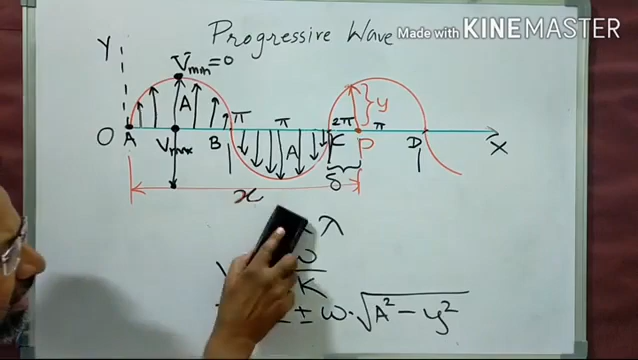 Made with KINEMASTER
Progressive Wave
Y
Vmin=0
A
y
π π 2π π
O A Vmax B A C P D X
δ
x
λ
ω
K
± ω·√A² − y²